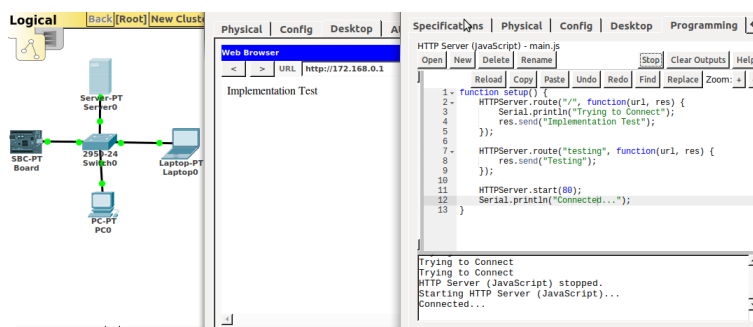 Logical
Back [Root] New Cluste
Server-PT
Server0
SBC-PT
Board
2950-24
Switch0
Laptop-PT
Laptop0
PC-PT
PC0
Physical Config Desktop
Web Browser
< > URL http://172.168.0.1
Implementation Test
Specifications Physical Config Desktop Programming
HTTP Server (JavaScript) - main.js
Open New Delete Rename Stop Clear Outputs Help
Reload Copy Paste Undo Redo Find Replace Zoom: +
1 function setup() {
2 HTTPServer.route("/", function(url, res) {
3 Serial.println("Trying to Connect");
4 res.send("Implementation Test");
5 });
6
7 HTTPServer.route("testing", function(url, res) {
8 res.send("Testing");
9 });
10
11 HTTPServer.start(80);
12 Serial.println("Connected...");
13 }
Trying to Connect
Trying to Connect
HTTP Server (JavaScript) stopped.
Starting HTTP Server (JavaScript)...
Connected...